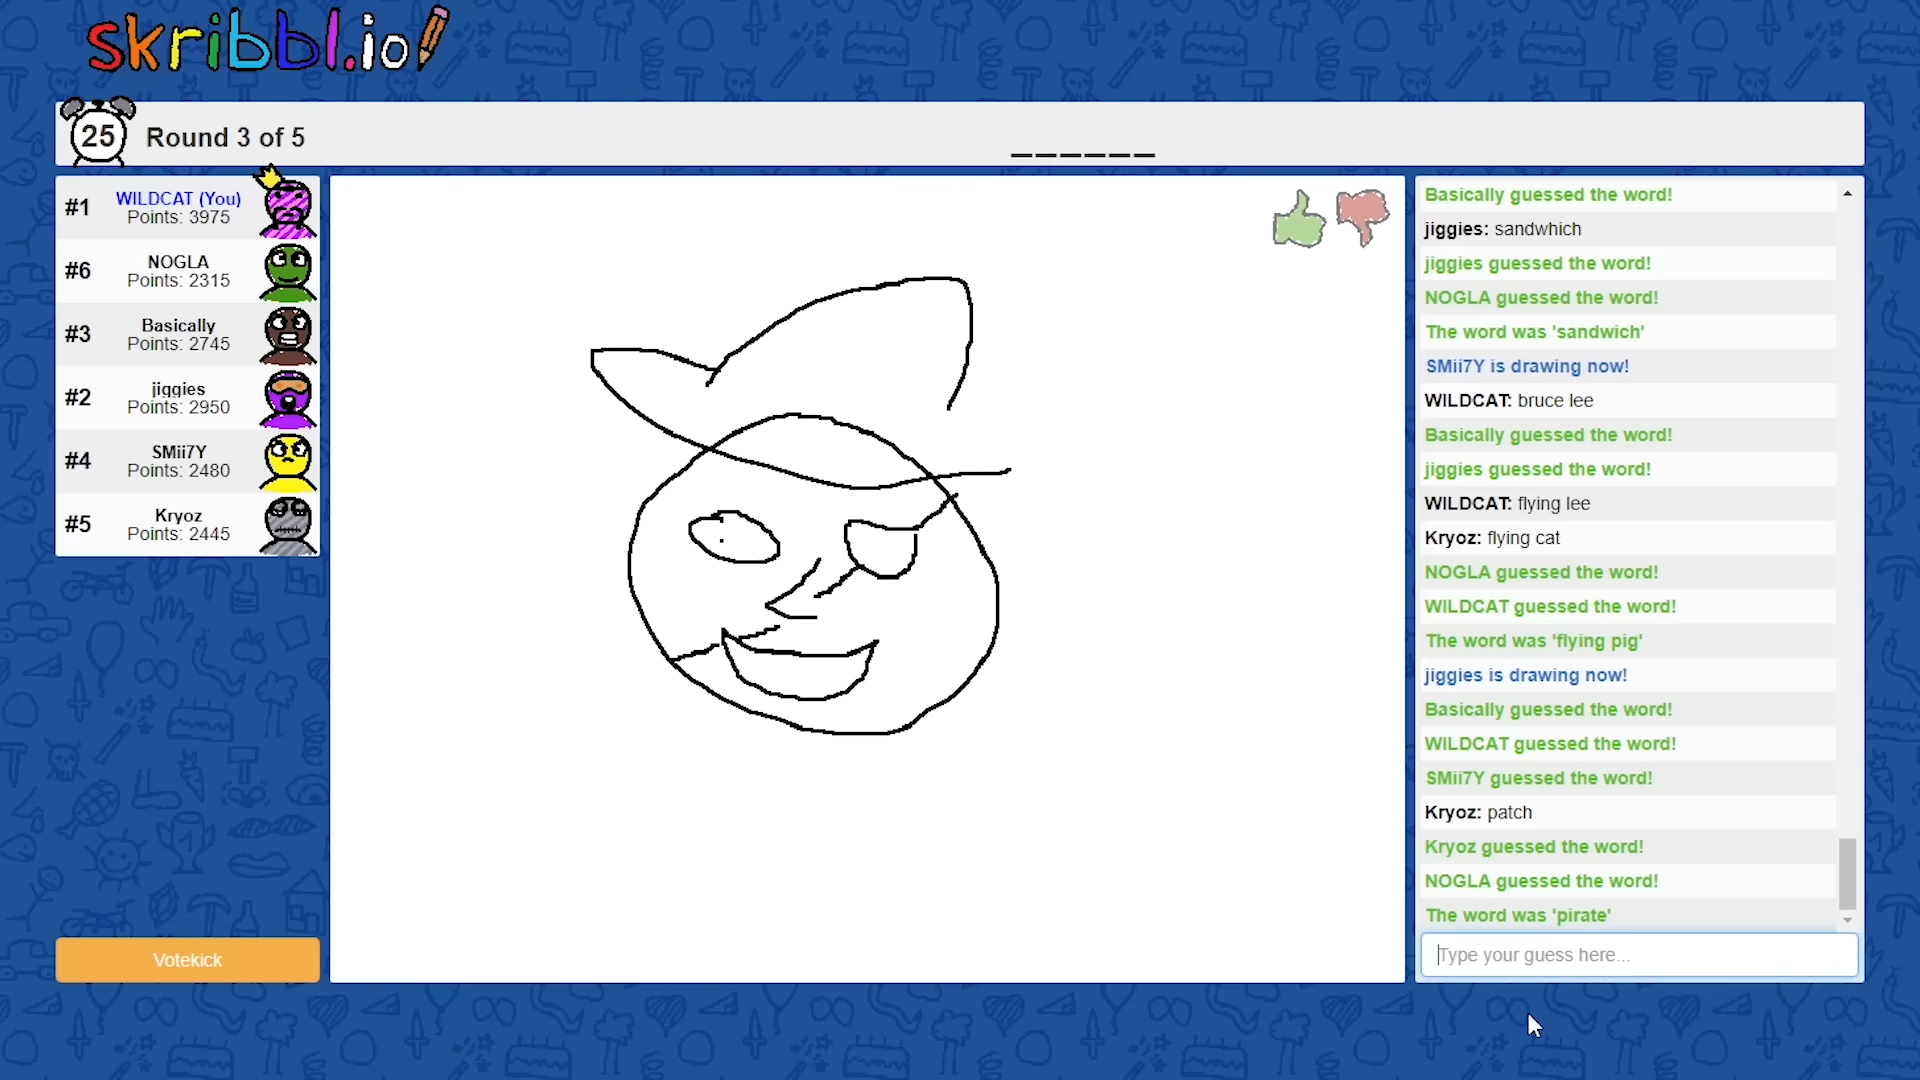 skribbl.io
25
Round 3 of 5
______
#1 WILDCAT (You)
Points: 3975
#6 NOGLA
Points: 2315
#3 Basically
Points: 2745
#2 jiggies
Points: 2950
#4 SMii7Y
Points: 2480
#5 Kryoz
Points: 2445
Votekick
Basically guessed the word!
jiggies: sandwhich
jiggies guessed the word!
NOGLA guessed the word!
The word was 'sandwich'
SMii7Y is drawing now!
WILDCAT: bruce lee
Basically guessed the word!
jiggies guessed the word!
WILDCAT: flying lee
Kryoz: flying cat
NOGLA guessed the word!
WILDCAT guessed the word!
The word was 'flying pig'
jiggies is drawing now!
Basically guessed the word!
WILDCAT guessed the word!
SMii7Y guessed the word!
Kryoz: patch
Kryoz guessed the word!
NOGLA guessed the word!
The word was 'pirate'
Type your guess here...